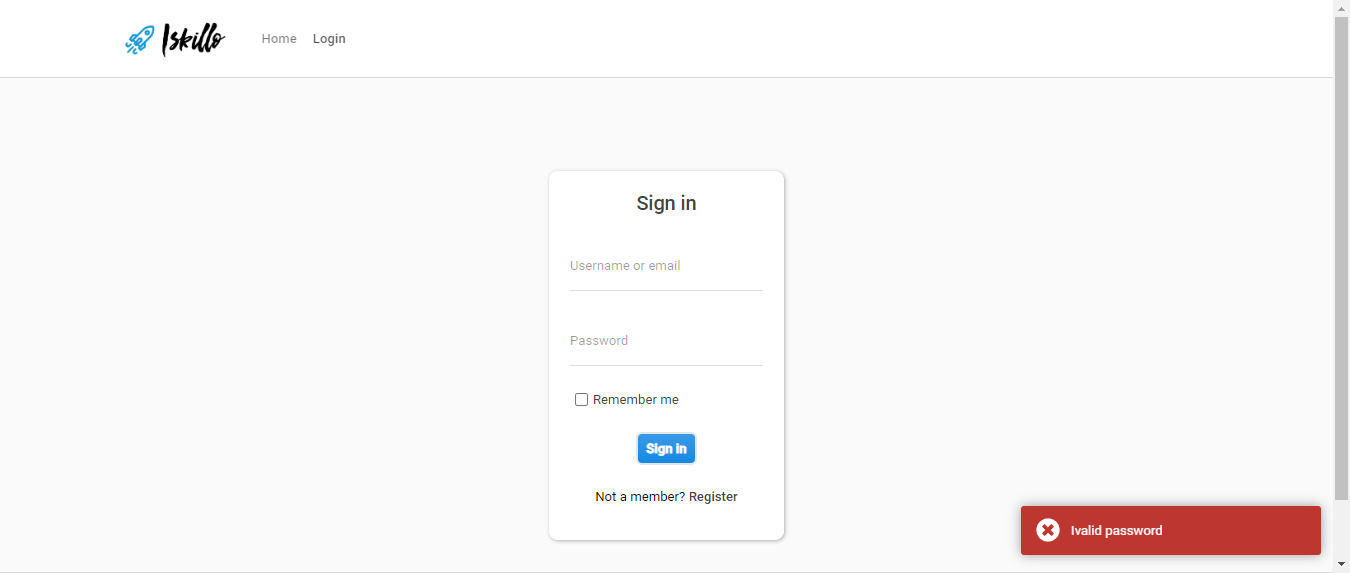 Iskillo Home Login
Sign in
Username or email
Password
Remember me
Sign in
Not a member? Register
Ivalid password